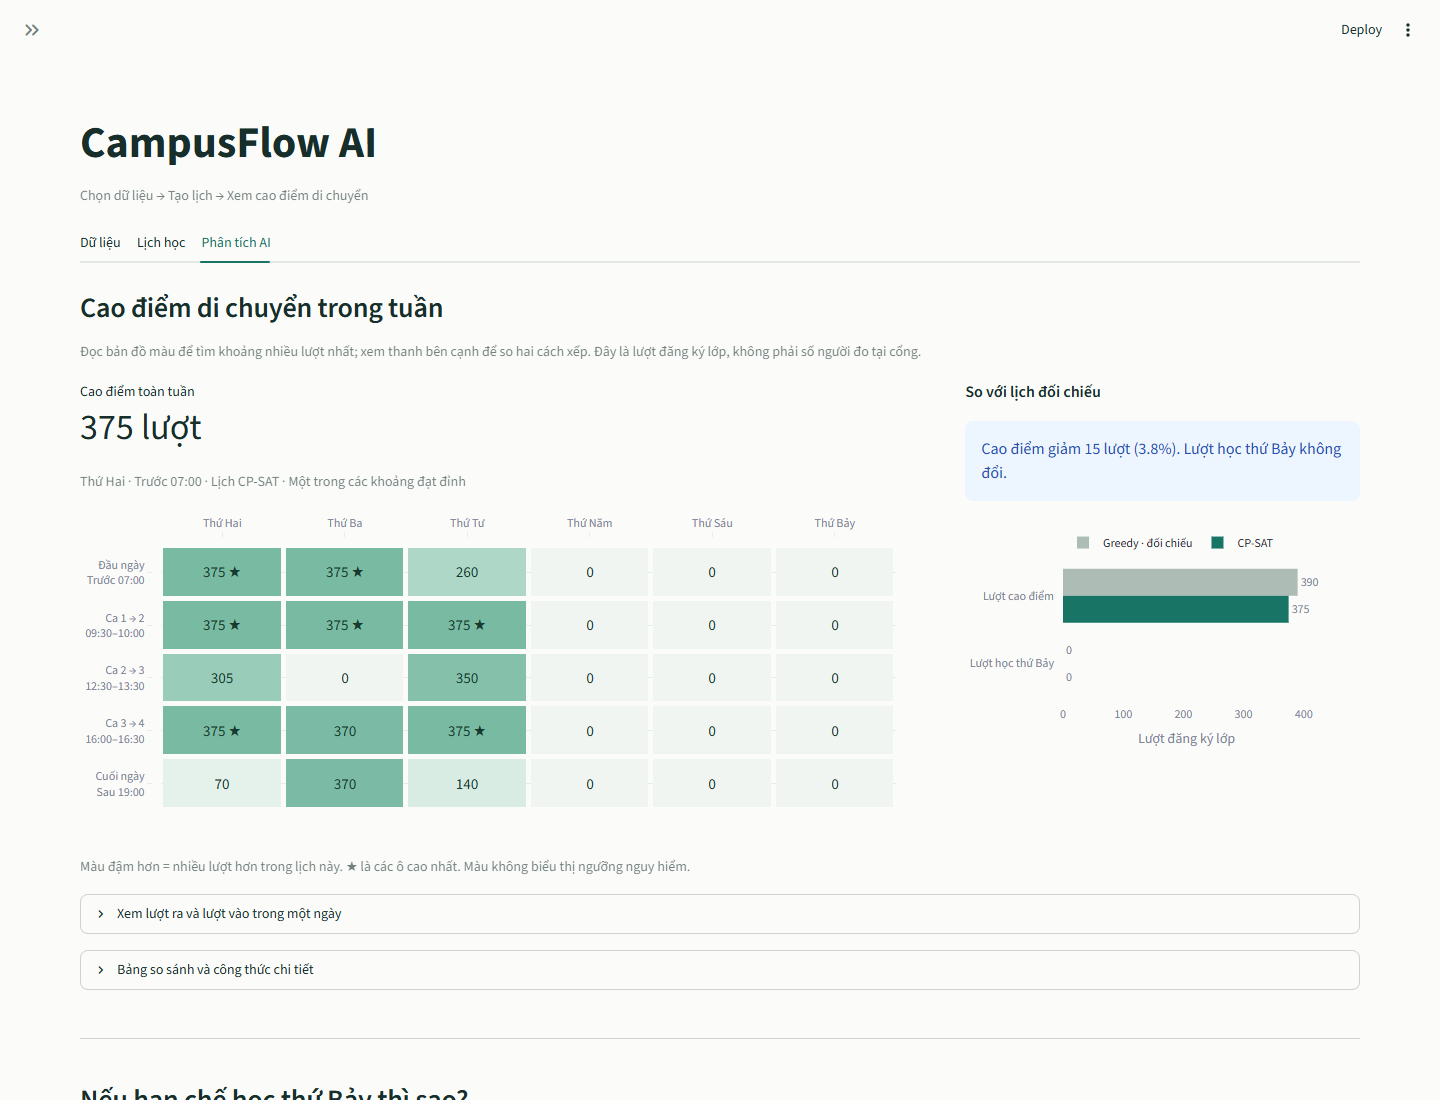 Deploy
CampusFlow AI
Chọn dữ liệu → Tạo lịch → Xem cao điểm di chuyển
Dữ liệu Lịch học Phân tích AI
Cao điểm di chuyển trong tuần
Đọc bản đồ màu để tìm khoảng nhiều lượt nhất; xem thanh bên cạnh để so hai cách xếp. Đây là lượt đăng ký lớp, không phải số người đo tại cổng.
Cao điểm toàn tuần
375 lượt
Thứ Hai · Trước 07:00 · Lịch CP-SAT · Một trong các khoảng đạt đỉnh
Thứ Hai Thứ Ba Thứ Tư Thứ Năm Thứ Sáu Thứ Bảy
Đầu ngày
Trước 07:00
375 ★ 375 ★ 260 0 0 0
Ca 1 → 2
09:30–10:00
375 ★ 375 ★ 375 ★ 0 0 0
Ca 2 → 3
12:30–13:30
305 0 350 0 0 0
Ca 3 → 4
16:00–16:30
375 ★ 370 375 ★ 0 0 0
Cuối ngày
Sau 19:00
70 370 140 0 0 0
So với lịch đối chiếu
Cao điểm giảm 15 lượt (3.8%). Lượt học thứ Bảy không
đổi.
Greedy · đối chiếu CP-SAT
Lượt cao điểm
390
375
Lượt học thứ Bảy
0
0
0 100 200 300 400
Lượt đăng ký lớp
Màu đậm hơn = nhiều lượt hơn trong lịch này. ★ là các ô cao nhất. Màu không biểu thị ngưỡng nguy hiểm.
Xem lượt ra và lượt vào trong một ngày
Bảng so sánh và công thức chi tiết
Nếu hạn chế học thứ Bảy thì sao?